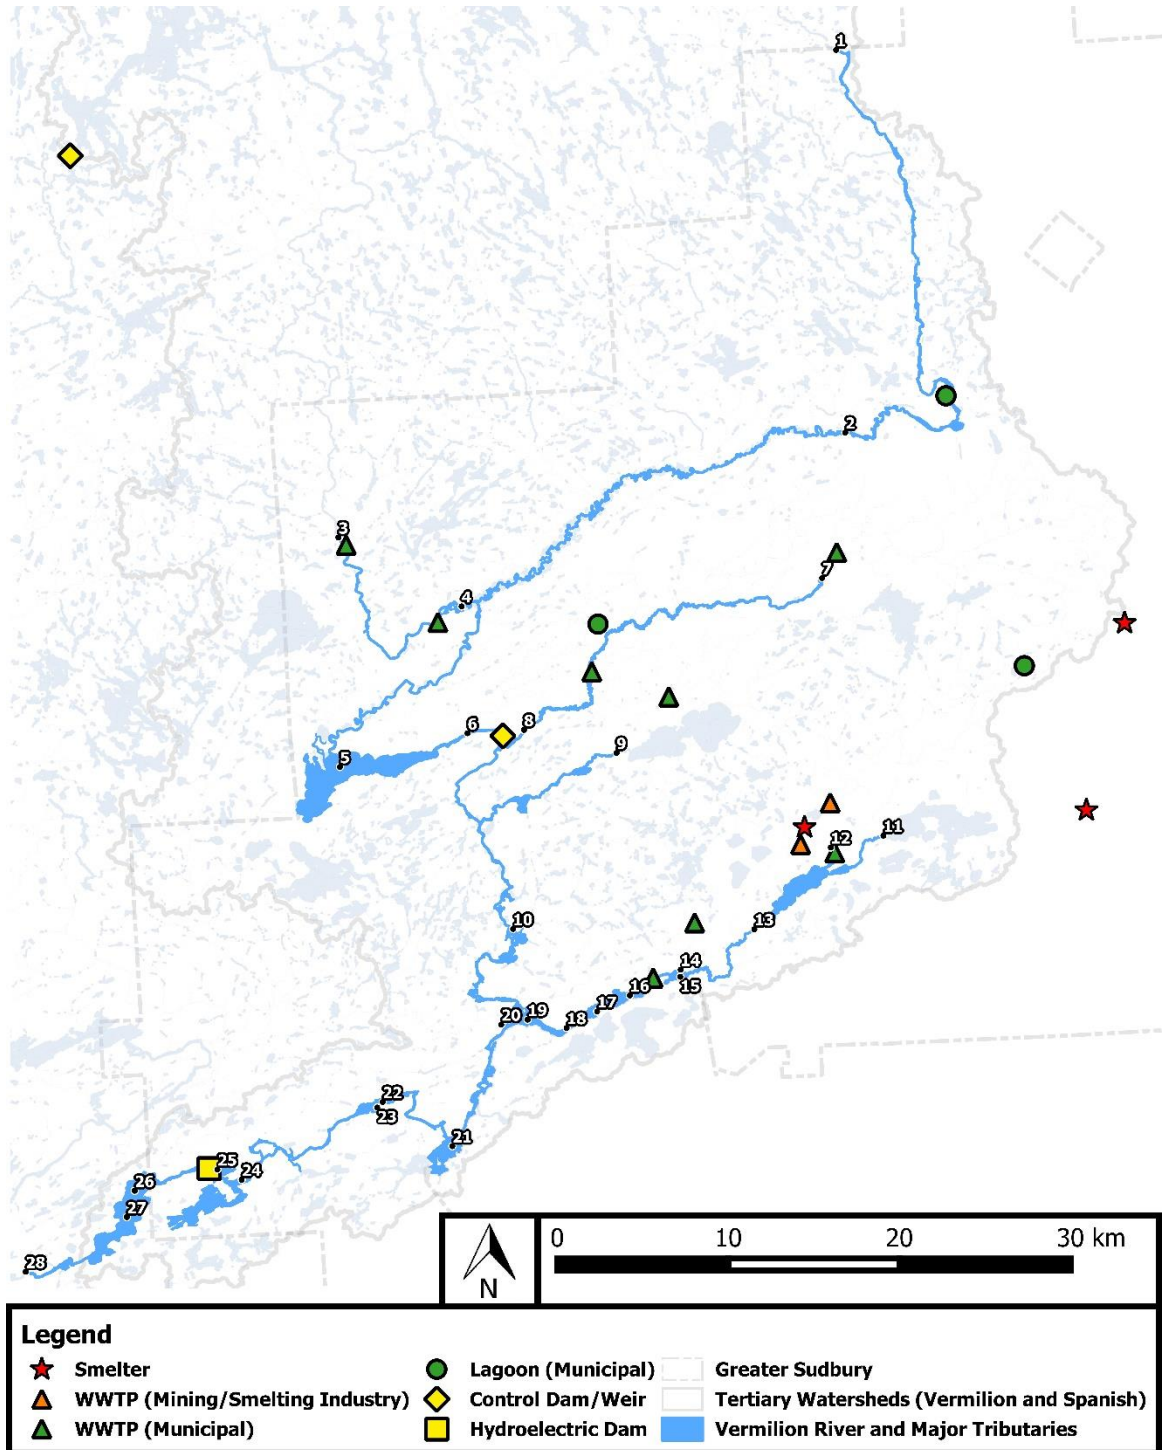 1
2
3
4
7
6
8
5
9
11
12
10
13
14
15
16
17
18
19
20
22
23
21
25
24
26
27
28
N
0 10 20 30 km
Legend
Smelter
WWTP (Mining/Smelting Industry)
WWTP (Municipal)
Lagoon (Municipal)
Control Dam/Weir
Hydroelectric Dam
Greater Sudbury
Tertiary Watersheds (Vermilion and Spanish)
Vermilion River and Major Tributaries